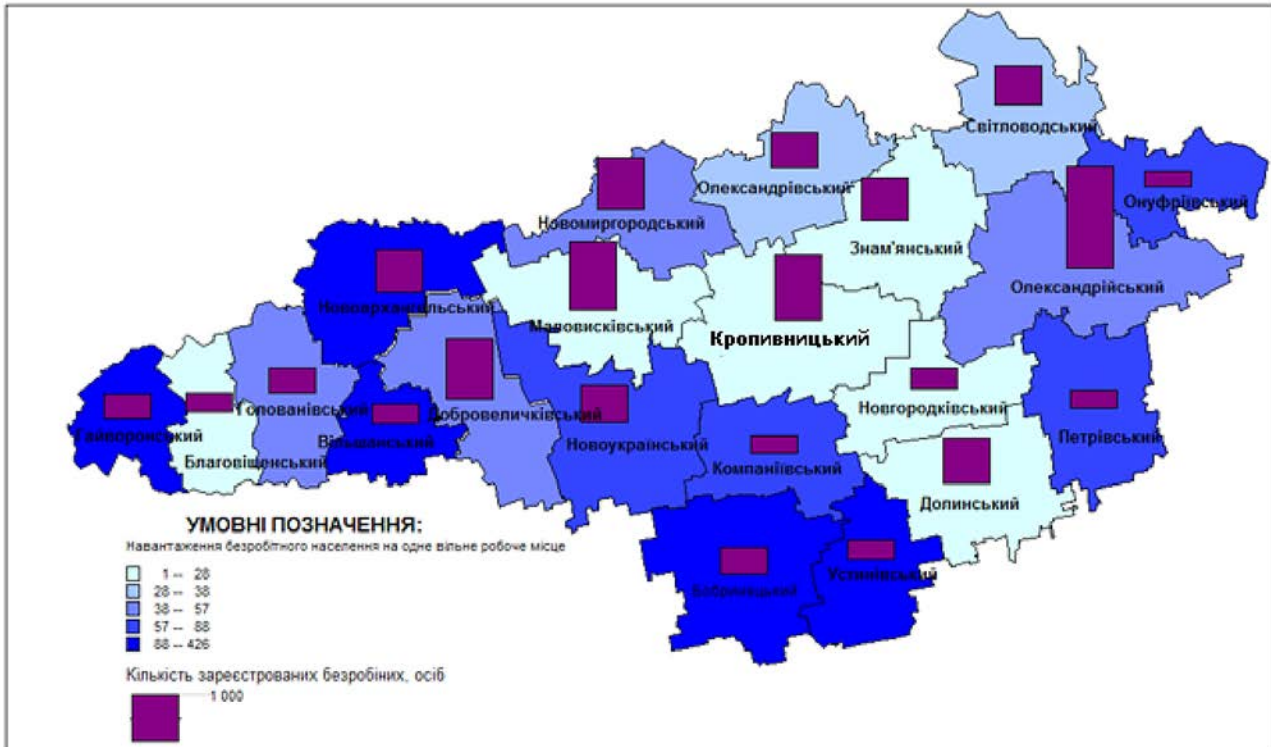 Світловодський
Олександрівський
Онуфріївський
Новомиргородський
Знам'янський
Олександрійський
Новоархангельський
Маловисківський
Кропивницький
Голованівський
Добровеличківський
Новгородківський
Гайворонський
Вільшанський
Новоукраїнський
Петрівський
Благовіщенський
Компаніївський
Долинський
Бобринецький
Устинівський
УМОВНІ ПОЗНАЧЕННЯ:
Навантаження безробітного населення на одне вільне робоче місце
1 -- 28
28 -- 38
38 -- 57
57 -- 88
88 -- 426
Кількість зареєстрованих безробіних, осіб
1 000